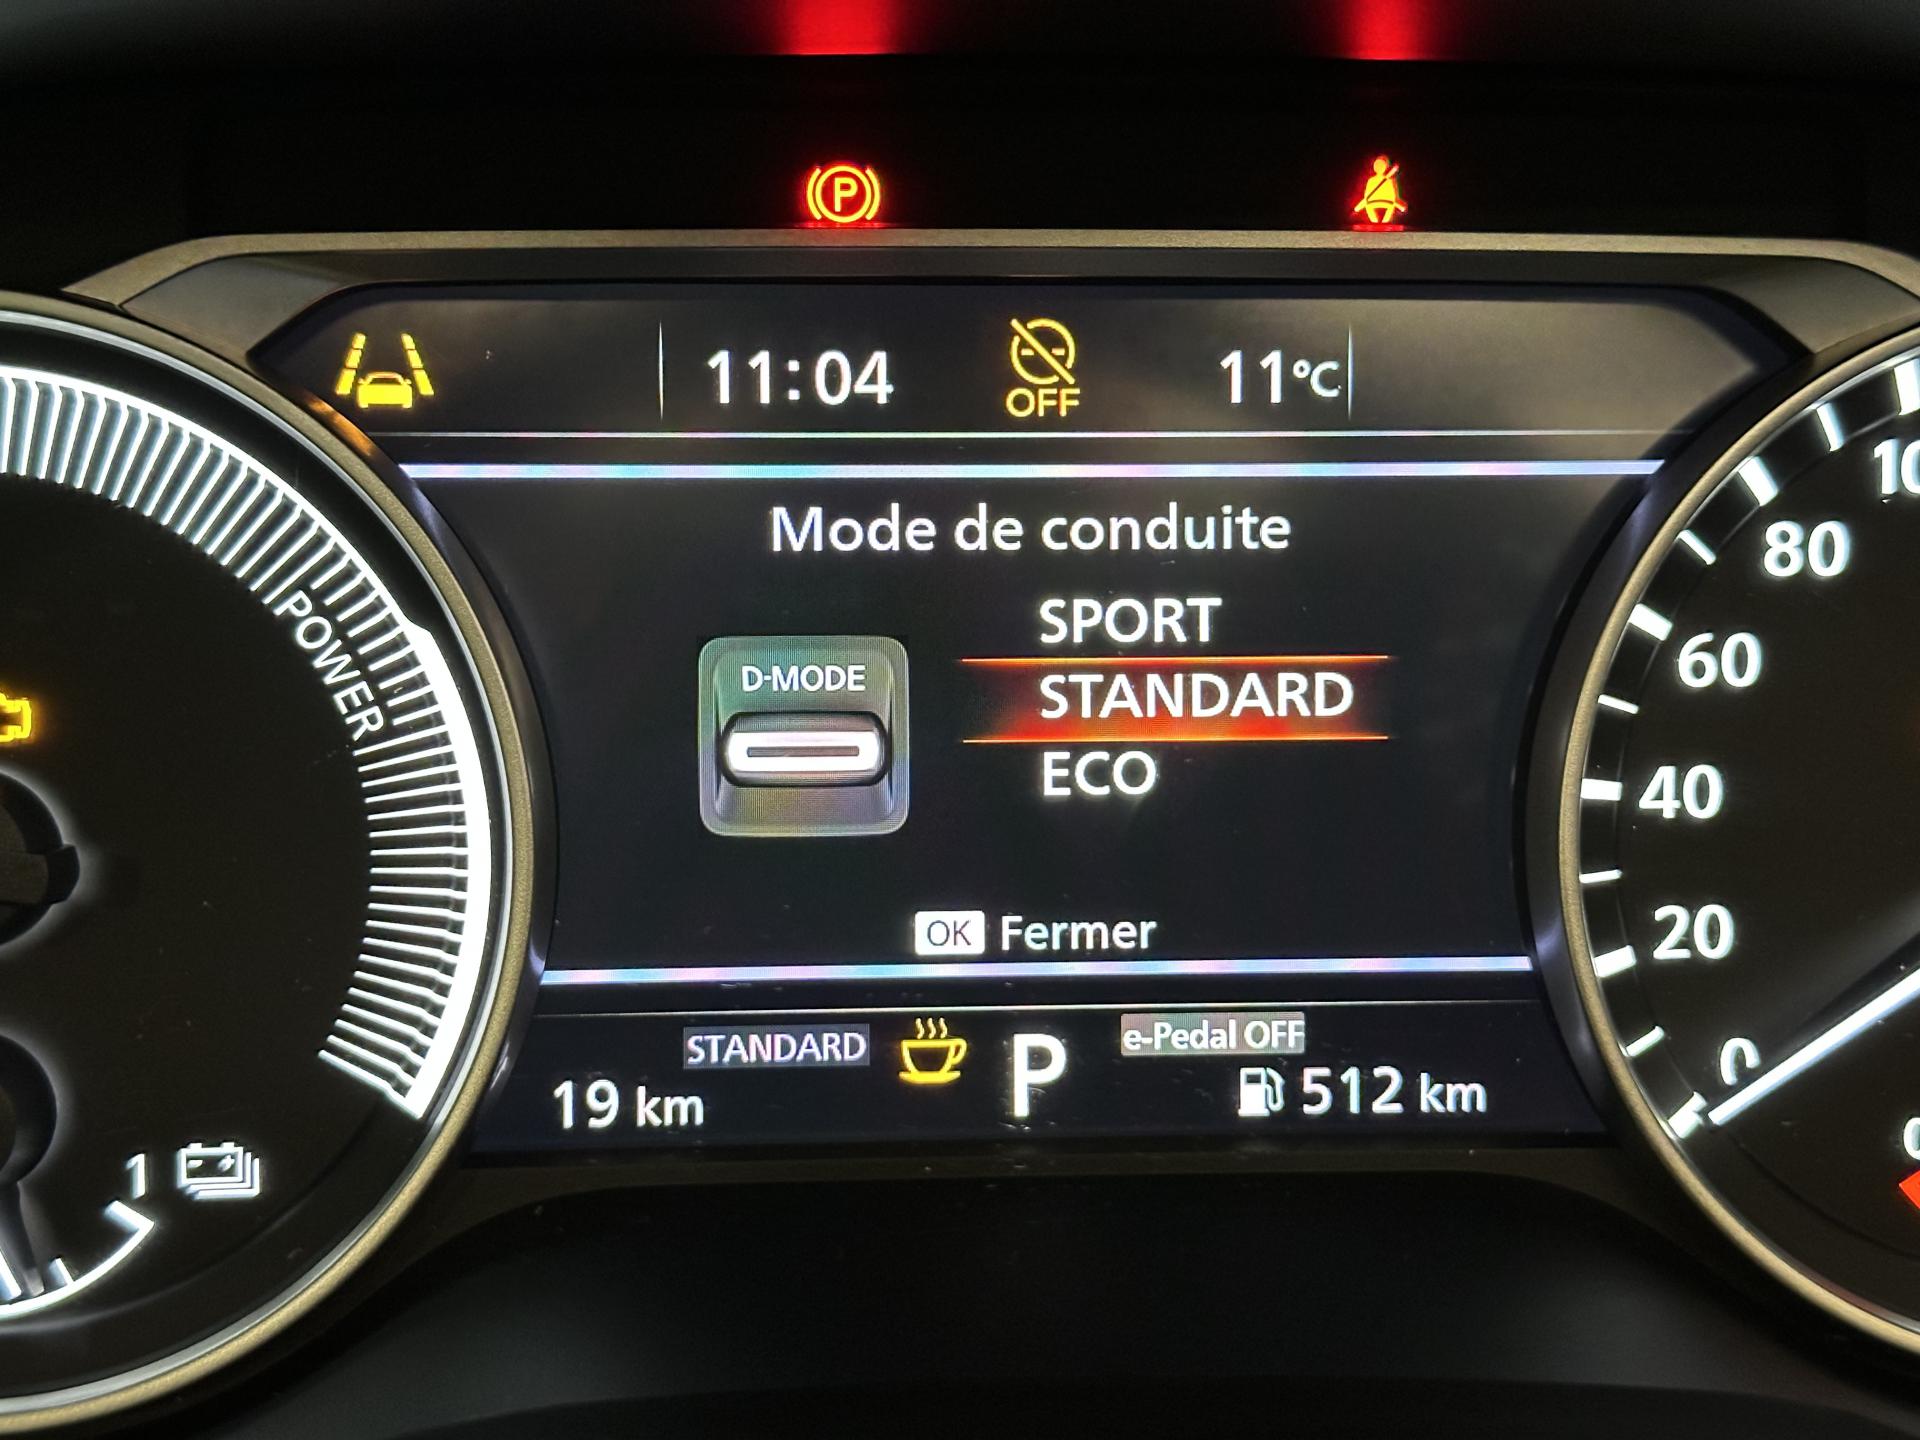 P
11:04
OFF
11°C
Mode de conduite
D-MODE
SPORT
STANDARD
ECO
OK Fermer
STANDARD
P
e-Pedal OFF
19 km
512 km
POWER
1
80
60
40
20
0